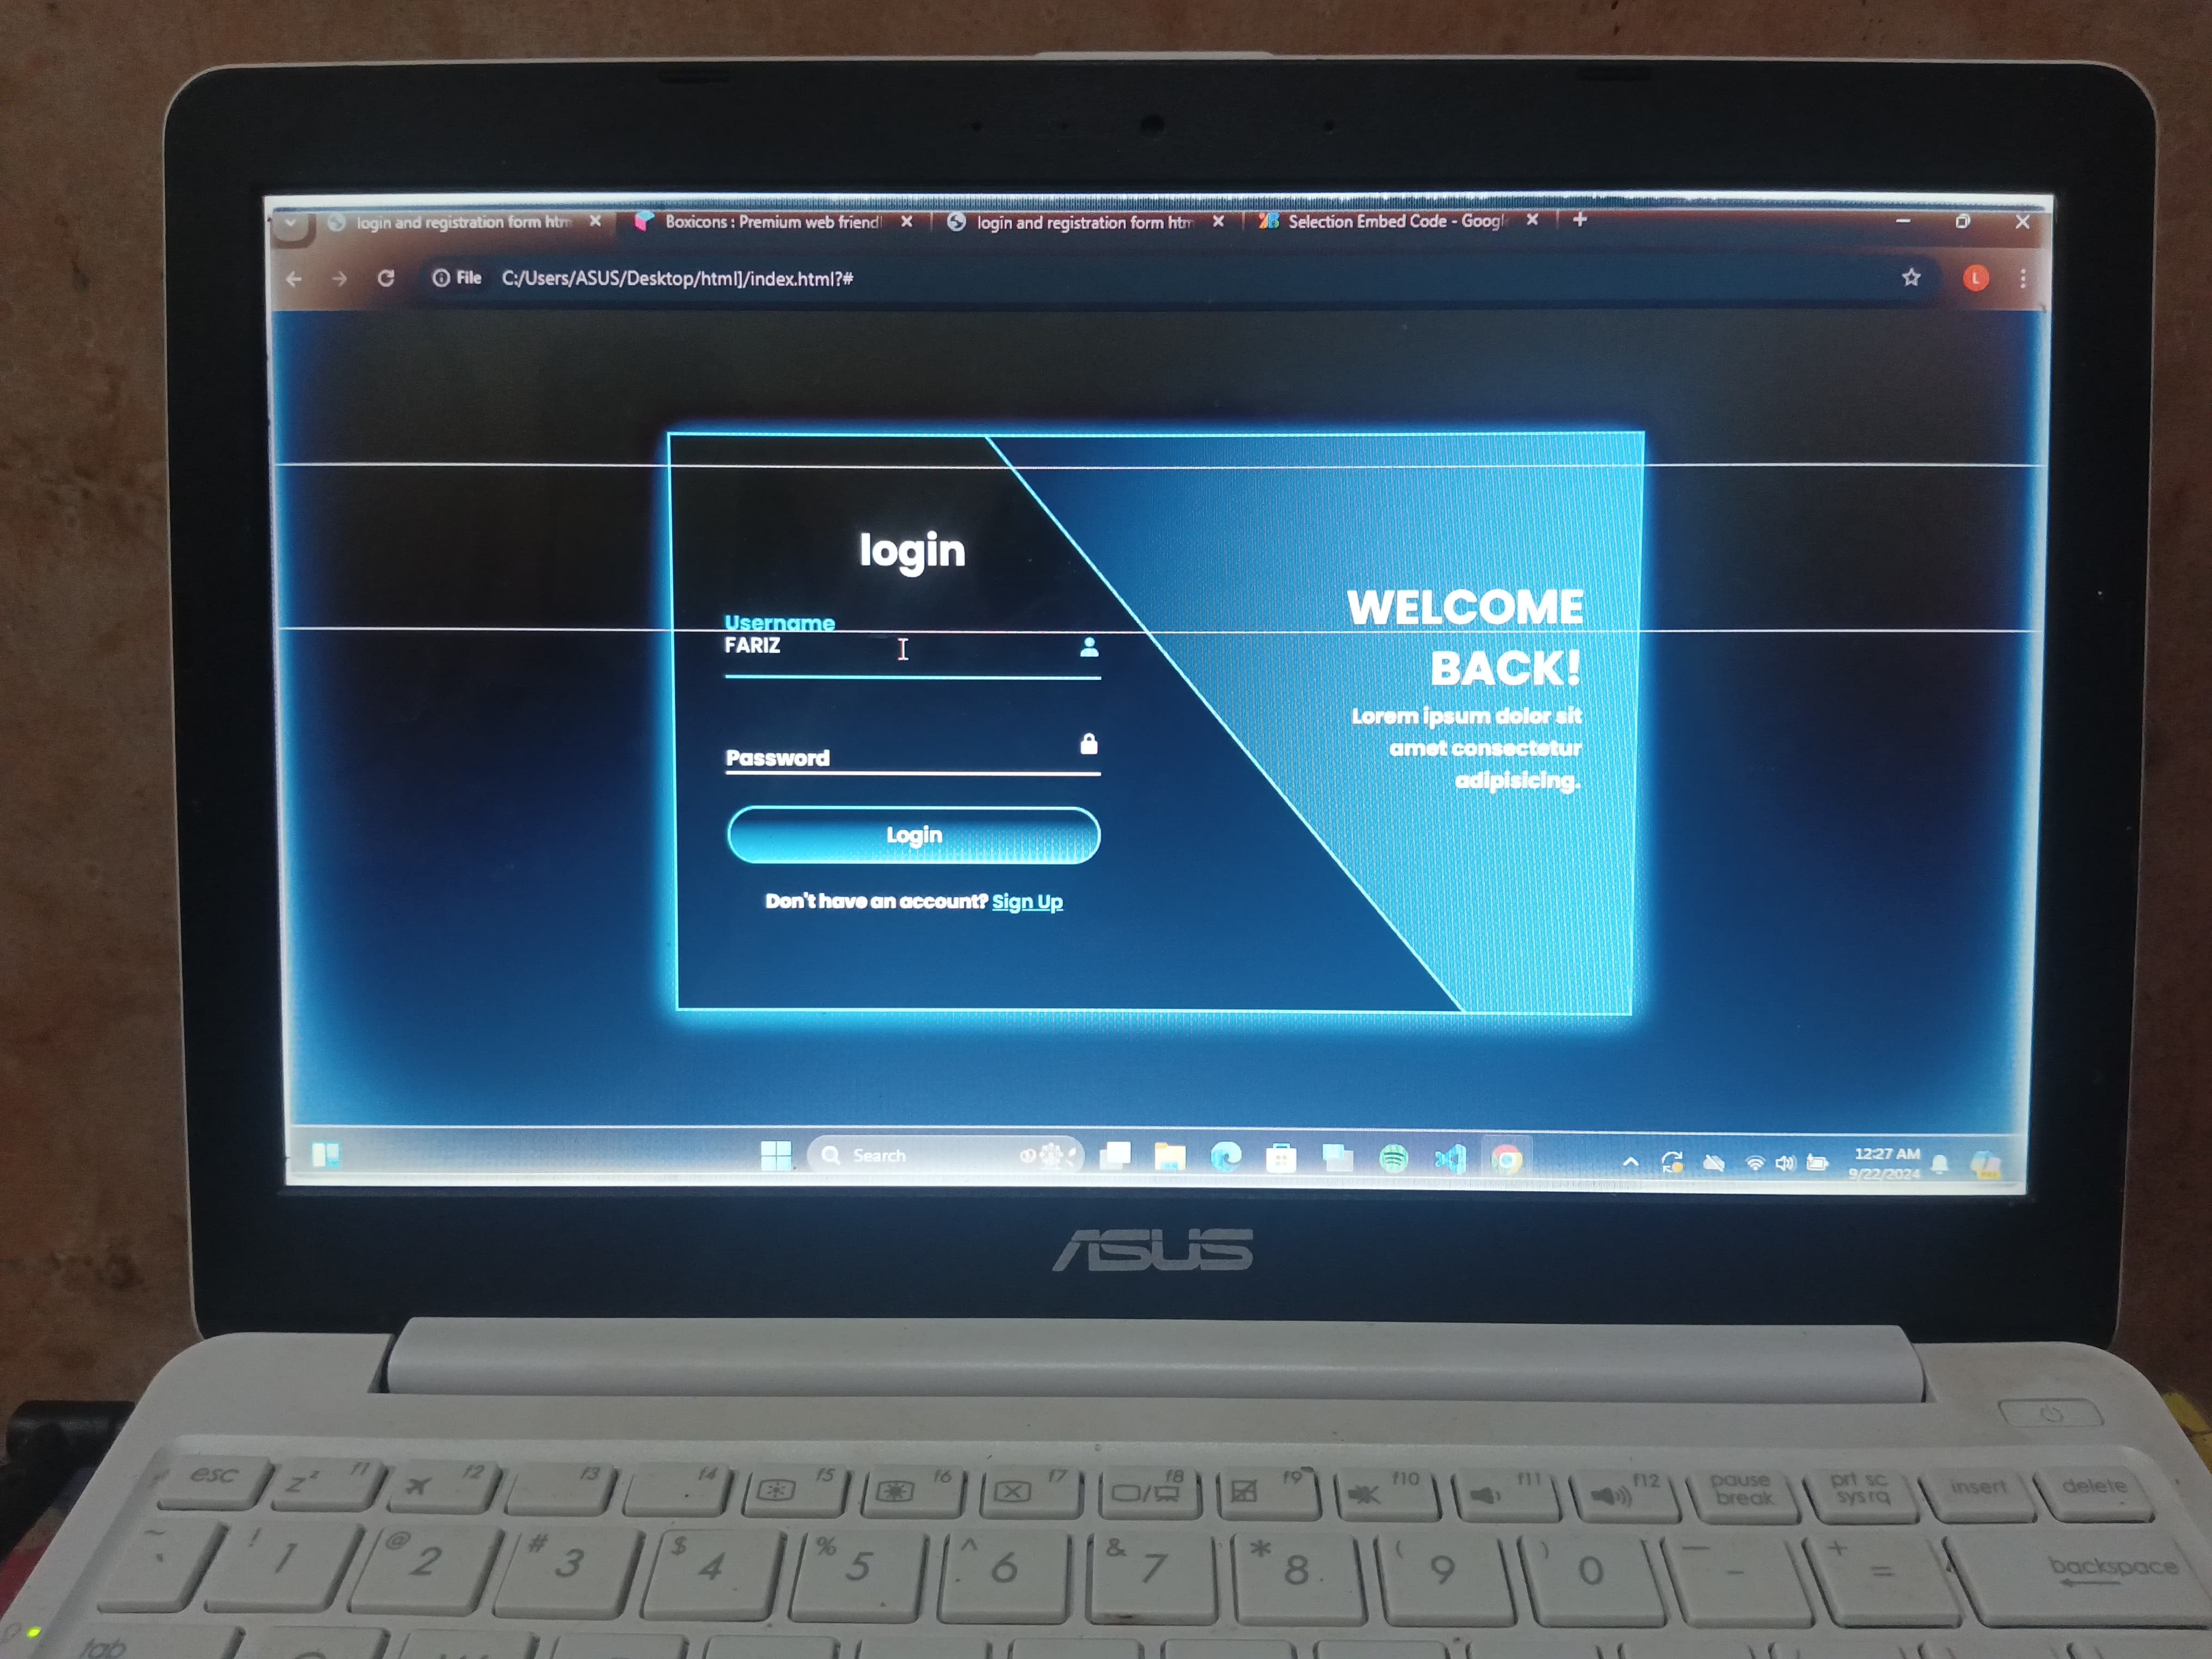 login and registration form htm
Boxicons : Premium web friend
login and registration form htm
Selection Embed Code - Googl
File C:/Users/ASUS/Desktop/html]/index.html?#
L
login
Username
FARIZ
Password
Login
Don't have an account? Sign Up
WELCOME
BACK!
Lorem ipsum dolor sit
amet consectetur
adipisicing.
Search
12:27 AM
9/22/2024
ASUS
esc
zz f1
f2
f3
f4
f5
f6
f7
f8
f9
f10
f11
f12
pause
break
prt sc
sys rq
insert
delete
~ `
! 1
@ 2
# 3
$ 4
% 5
^ 6
& 7
* 8
( 9
) 0
— -
+ =
backspace
tab